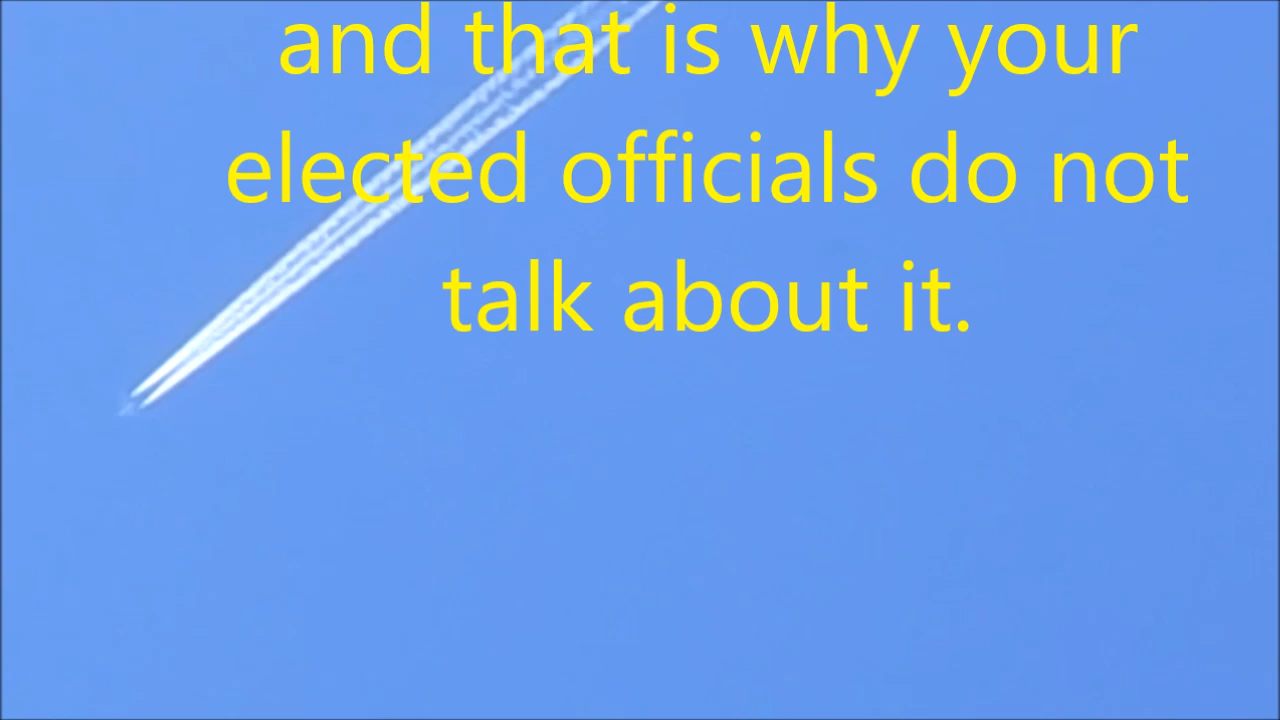 and that is why your
elected officials do not
talk about it.